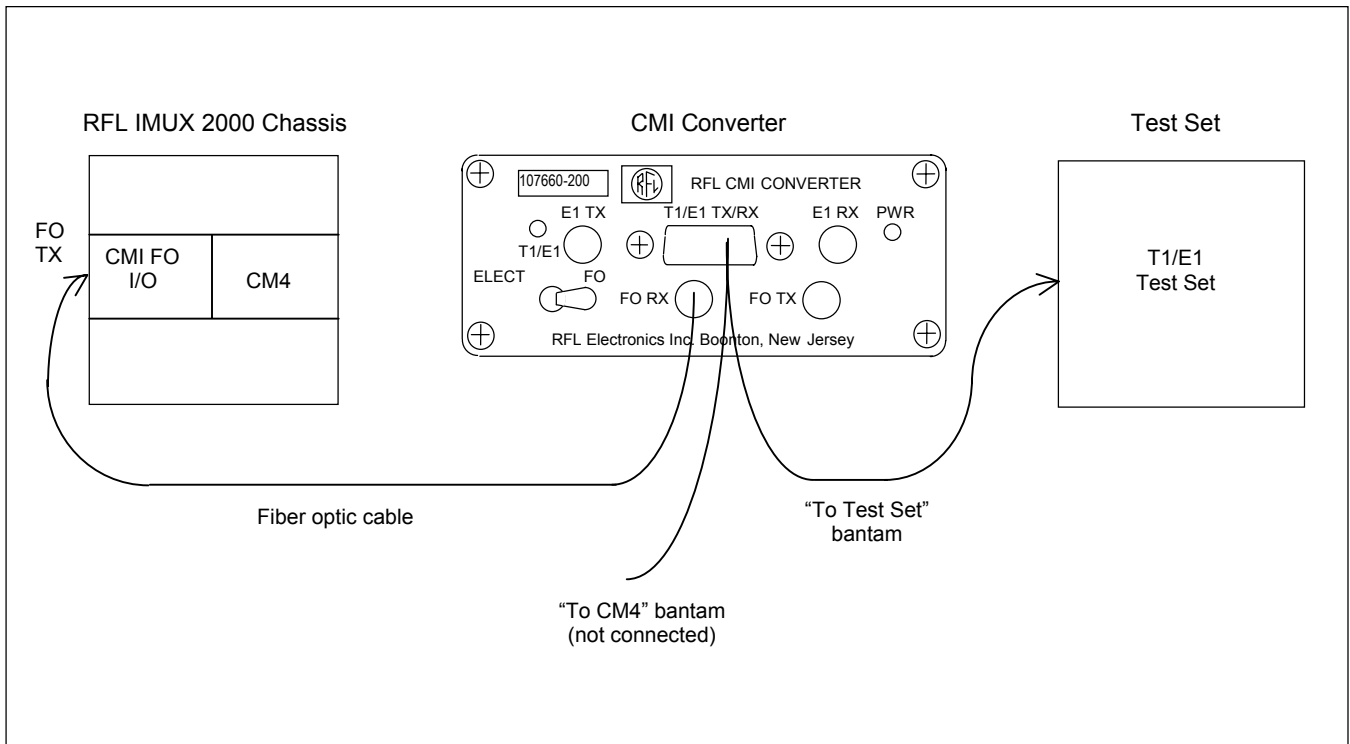 RFL IMUX 2000 Chassis
CMI Converter
Test Set
FO
TX
CMI FO
I/O
CM4
107660-200
RFL
RFL CMI CONVERTER
E1 TX
T1/E1 TX/RX
E1 RX
PWR
T1/E1
ELECT
FO
FO RX
FO TX
RFL Electronics Inc. Boonton, New Jersey
T1/E1
Test Set
Fiber optic cable
“To Test Set”
bantam
“To CM4” bantam
(not connected)